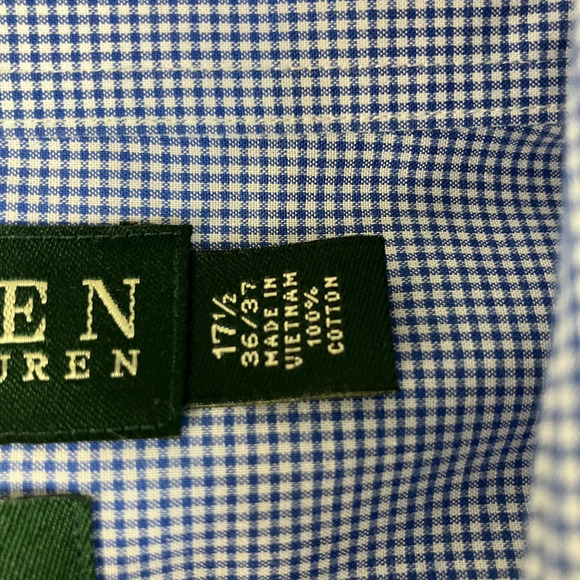 EN
UREN
17½
36/37
MADE IN
VIETNAM
100%
COTTON